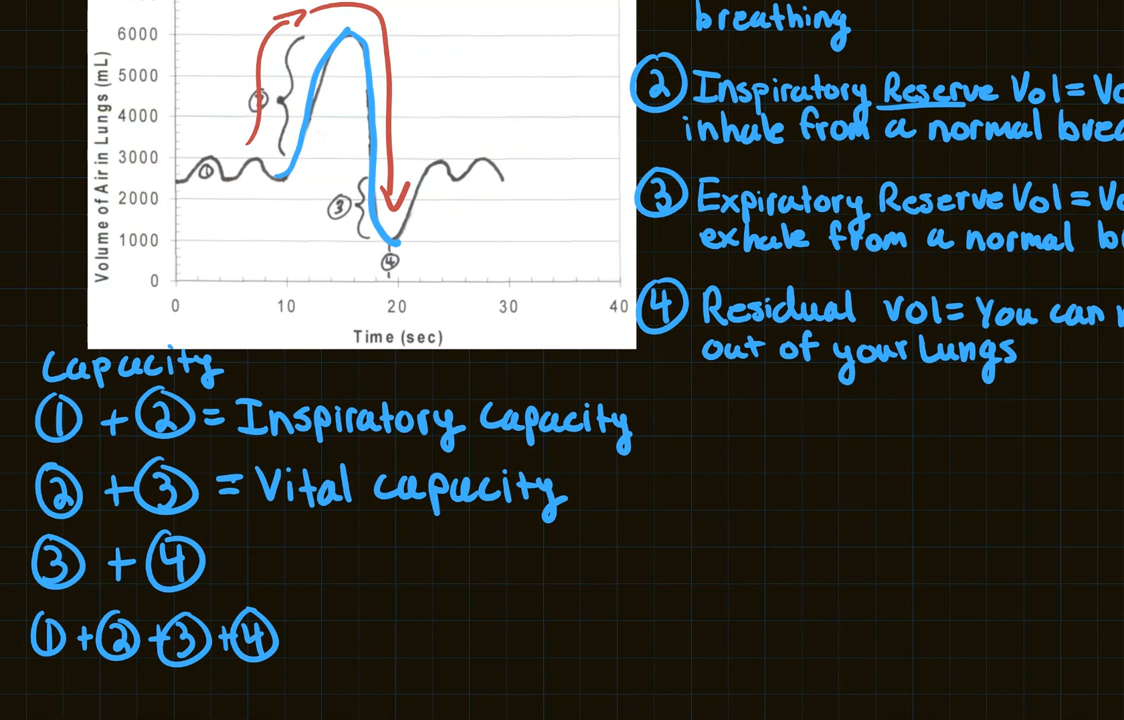 6000
5000
4000
3000
2000
1000
0
Volume of Air in Lungs (mL)
0 10 20 30 40
Time (sec)
①
③
④
breathing
② Inspiratory Reserve Vol =
inhale from a normal
③ Expiratory Reserve Vol =
exhale from a normal
④ Residual vol = You can
out of your Lungs
Capacity
① + ② = Inspiratory capacity
② + ③ = Vital capacity
③ + ④
① + ② + ③ + ④